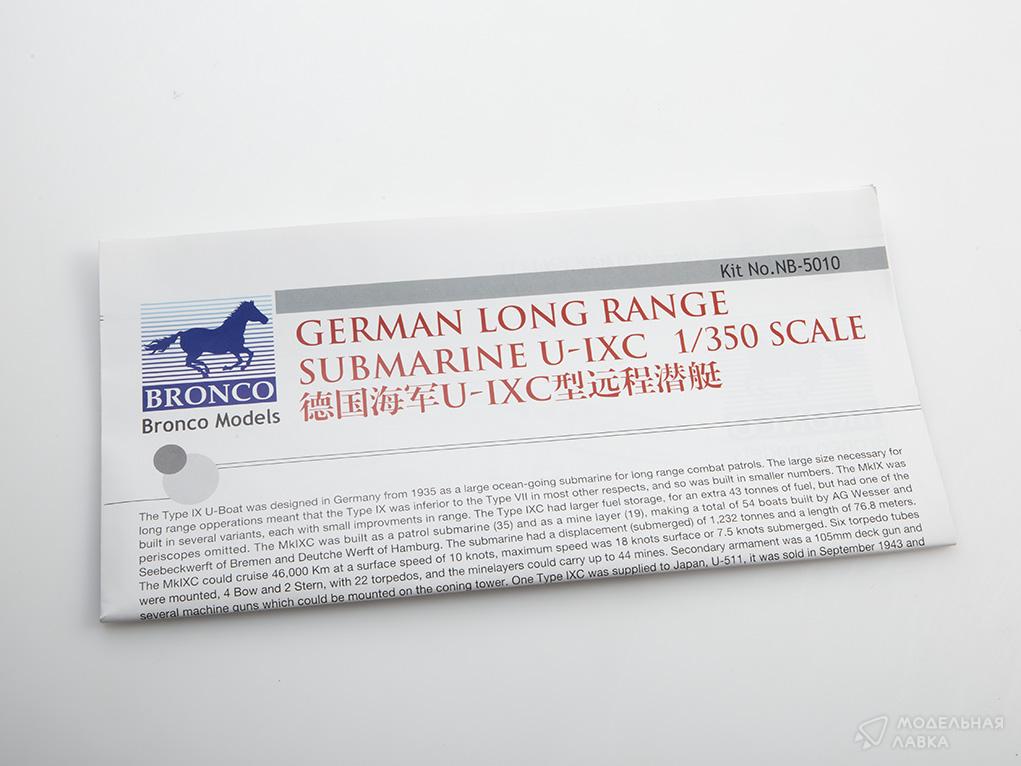 Kit No.NB-5010
BRONCO
Bronco Models
GERMAN LONG RANGE
SUBMARINE U-IXC 1/350 SCALE
德国海军U-IXC型远程潜艇
The Type IX U-Boat was designed in Germany from 1935 as a large ocean-going submarine for long range combat patrols. The large size necessary for
long range opperations meant that the Type IX was inferior to the Type VII in most other respects, and so was built in smaller numbers. The MkIX was
built in several variants, each with small improvments in range. The Type IXC had larger fuel storage, for an extra 43 tonnes of fuel, but had one of the
periscopes omitted. The MkIXC was built as a patrol submarine (35) and as a mine layer (19), making a total of 54 boats built by AG Wesser and
Seebeckwerft of Bremen and Deutche Werft of Hamburg. The submarine had a displacement (submerged) of 1,232 tonnes and a length of 76.8 meters.
The MkIXC could cruise 46,000 Km at a surface speed of 10 knots, maximum speed was 18 knots surface or 7.5 knots submerged. Six torpedo tubes
were mounted, 4 Bow and 2 Stern, with 22 torpedos, and the minelayers could carry up to 44 mines. Secondary armament was a 105mm deck gun and
several machine guns which could be mounted on the coning tower. One Type IXC was supplied to Japan, U-511, it was sold in September 1943 and
МОДЕЛЬНАЯ
ЛАВКА